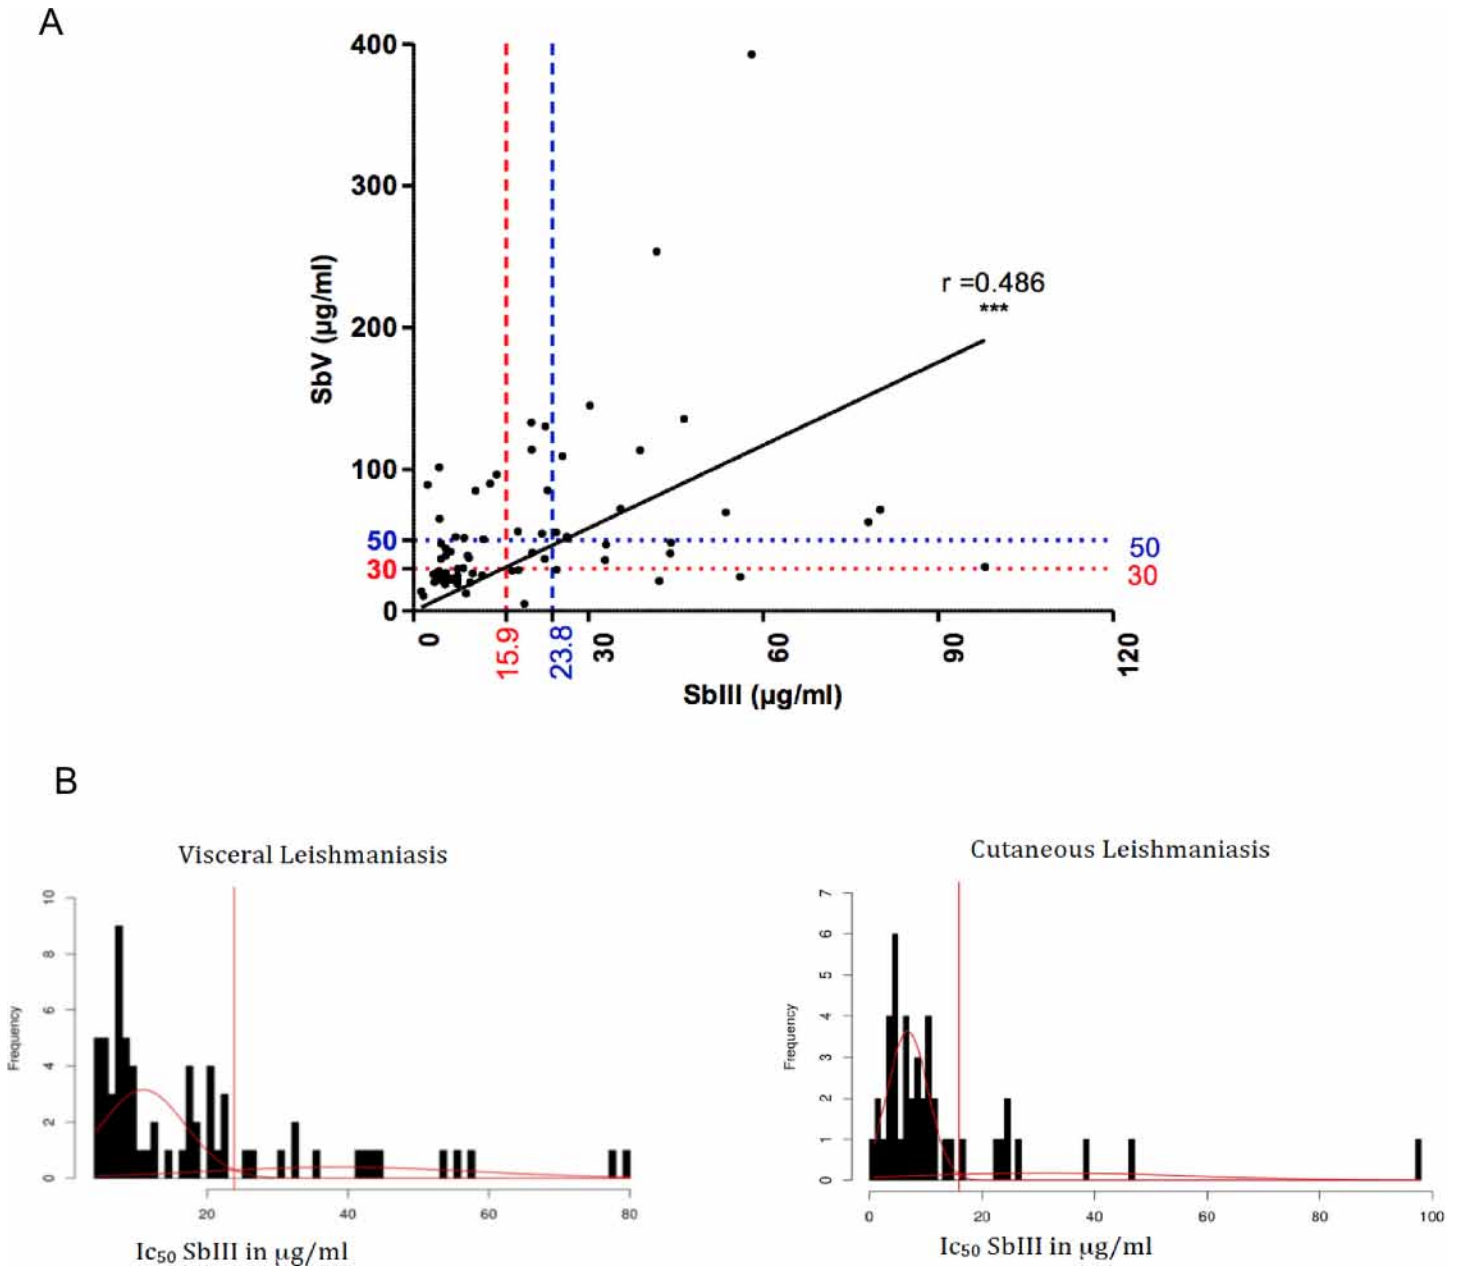 A
400
300
200
100
50
30
0
SbV (µg/ml)
r =0.486
***
50
30
0
15.9
23.8
30
60
90
120
SbIII (µg/ml)
B
Visceral Leishmaniasis
10
8
6
4
2
0
Frequency
20 40 60 80
Ic50 SbIII in µg/ml
Cutaneous Leishmaniasis
7
6
5
4
3
2
1
0
Frequency
0 20 40 60 80 100
Ic50 SbIII in µg/ml